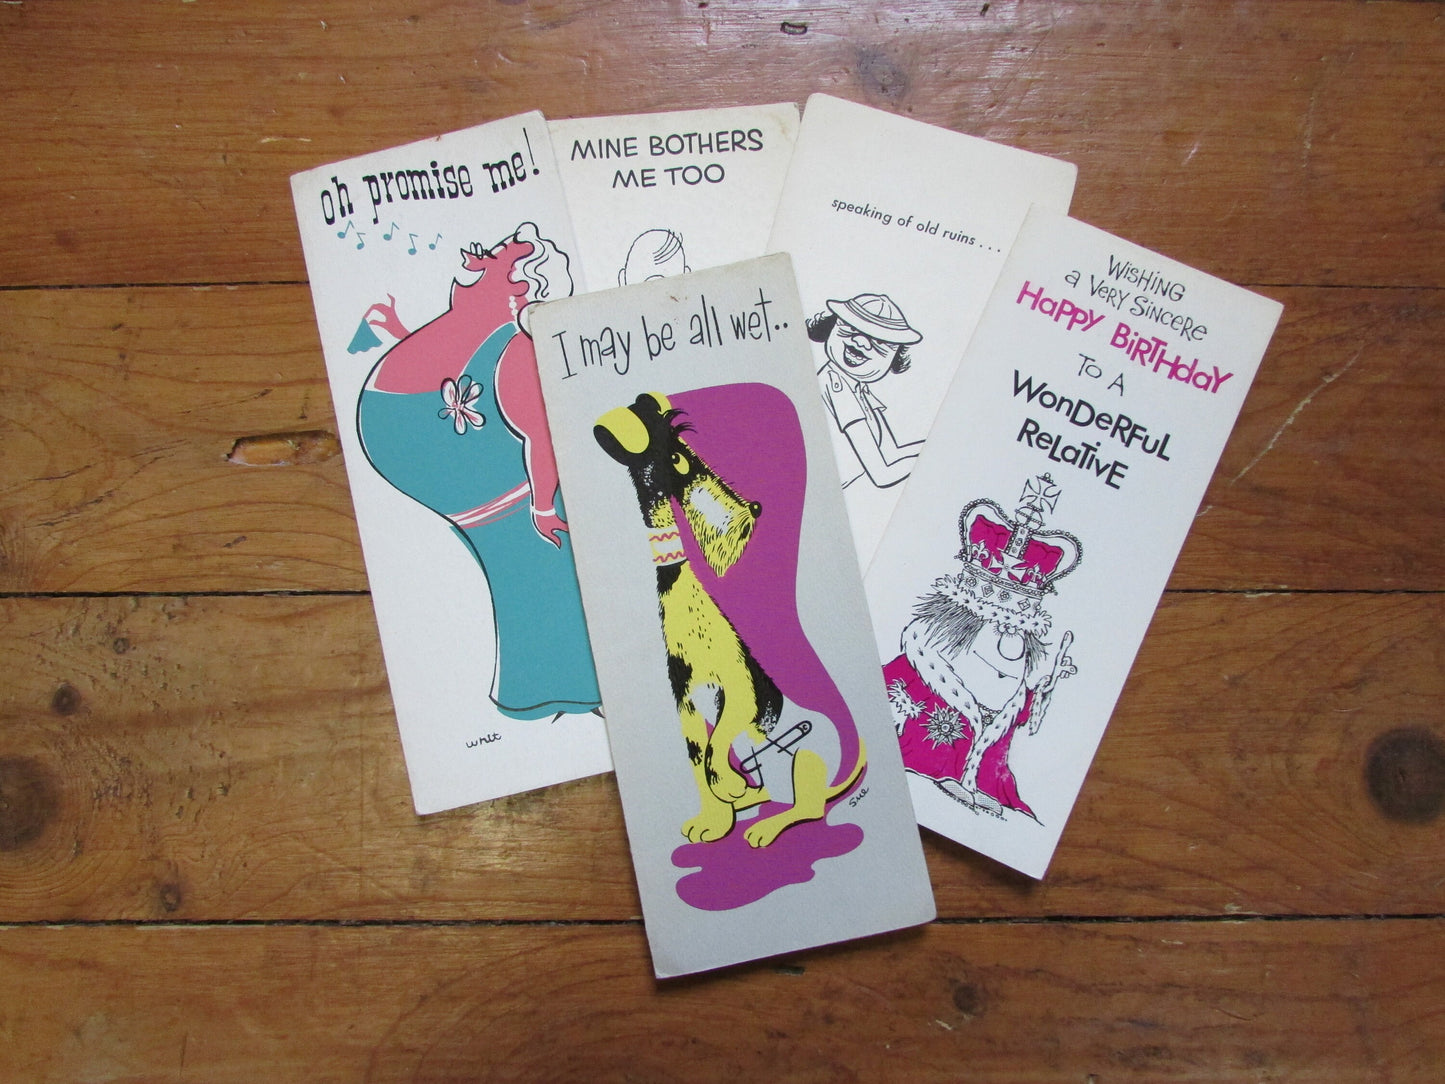 oh promise me!
whit
MINE BOTHERS
ME TOO
speaking of old ruins...
WiSHiNG
a VeRy SiNceRe
HaPPy BiRTHdaY
To A
WonDeRFuL
ReLaTivE
I may be all wet..
Sue